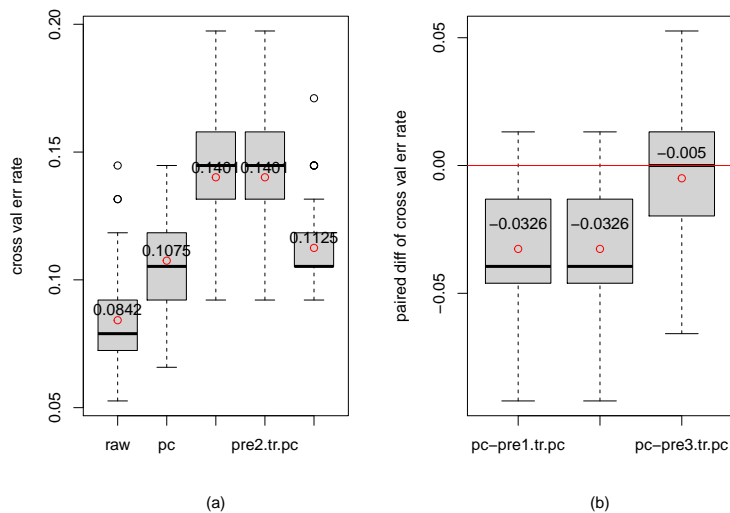 cross val err rate
0.20
0.15
0.10
0.05
0.0842
0.1075
0.1401
0.1401
0.1125
raw pc pre2.tr.pc
(a)
paired diff of cross val err rate
0.05
0.00
−0.05
−0.0326
−0.0326
−0.005
pc−pre1.tr.pc pc−pre3.tr.pc
(b)